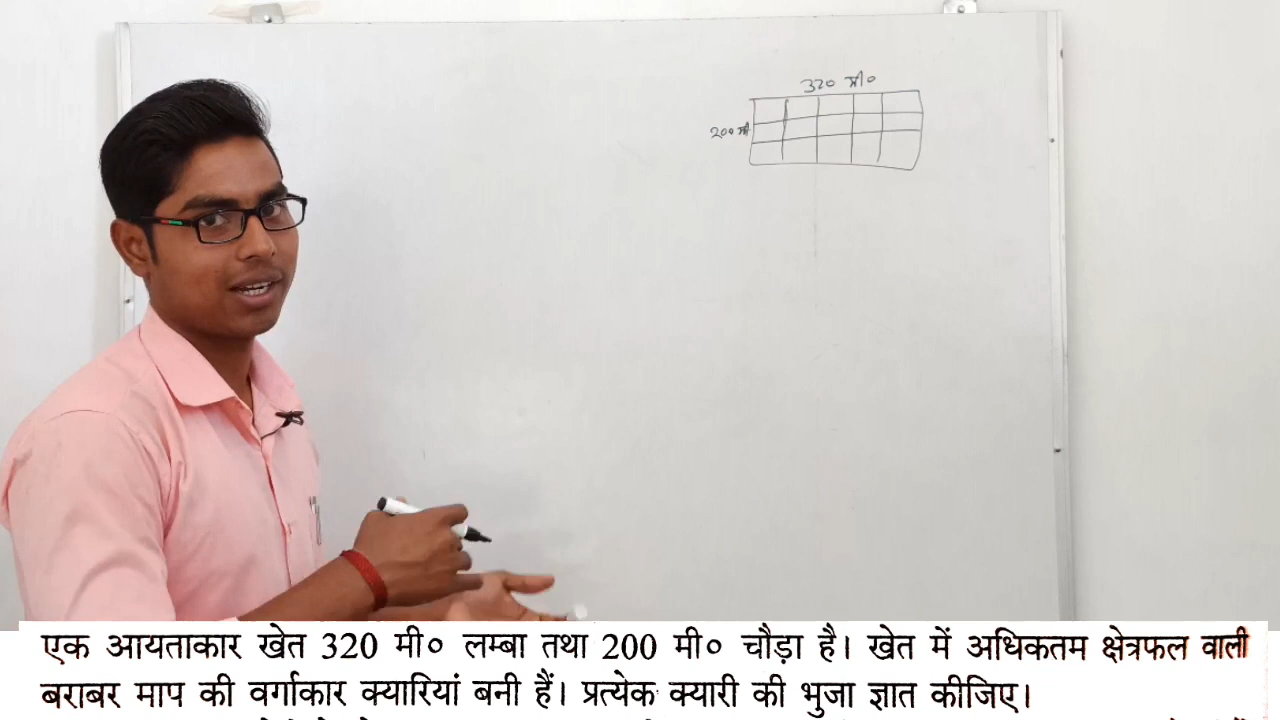 320 मी०
200 मी
एक आयताकार खेत 320 मी० लम्बा तथा 200 मी० चौड़ा है। खेत में अधिकतम क्षेत्रफल वाली
बराबर माप की वर्गाकार क्यारियां बनी हैं। प्रत्येक क्यारी की भुजा ज्ञात कीजिए।